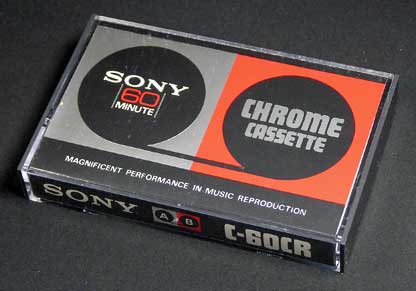 SONY
60
MINUTE
CHROME
CASSETTE
MAGNIFICENT PERFORMANCE IN MUSIC REPRODUCTION
SONY A B C-60CR